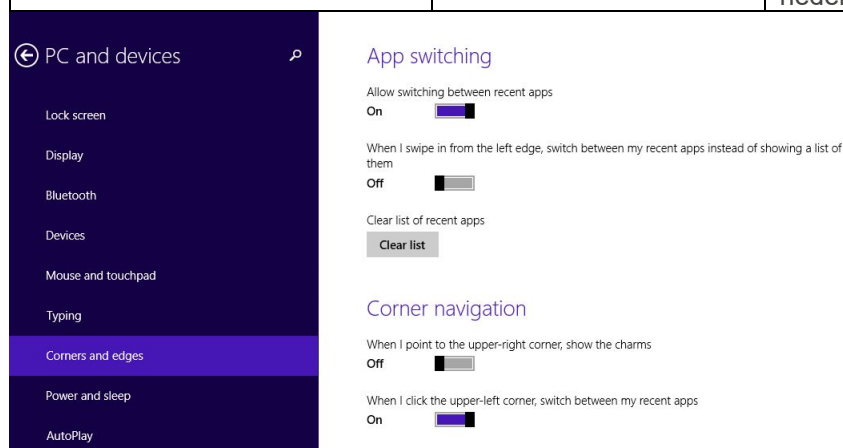 PC and devices
Lock screen
Display
Bluetooth
Devices
Mouse and touchpad
Typing
Corners and edges
Power and sleep
AutoPlay
App switching
Allow switching between recent apps
On
When I swipe in from the left edge, switch between my recent apps instead of showing a list of
them
Off
Clear list of recent apps
Clear list
Corner navigation
When I point to the upper-right corner, show the charms
Off
When I click the upper-left corner, switch between my recent apps
On